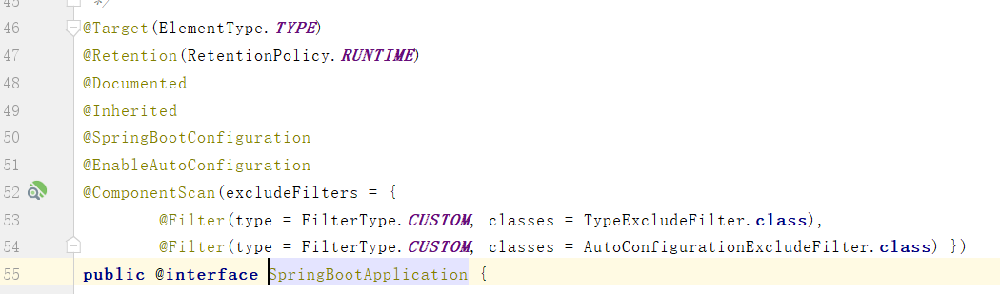 45 */
46 @Target(ElementType.TYPE)
47 @Retention(RetentionPolicy.RUNTIME)
48 @Documented
49 @Inherited
50 @SpringBootConfiguration
51 @EnableAutoConfiguration
52 @ComponentScan(excludeFilters = {
53 @Filter(type = FilterType.CUSTOM, classes = TypeExcludeFilter.class),
54 @Filter(type = FilterType.CUSTOM, classes = AutoConfigurationExcludeFilter.class) })
55 public @interface SpringBootApplication {